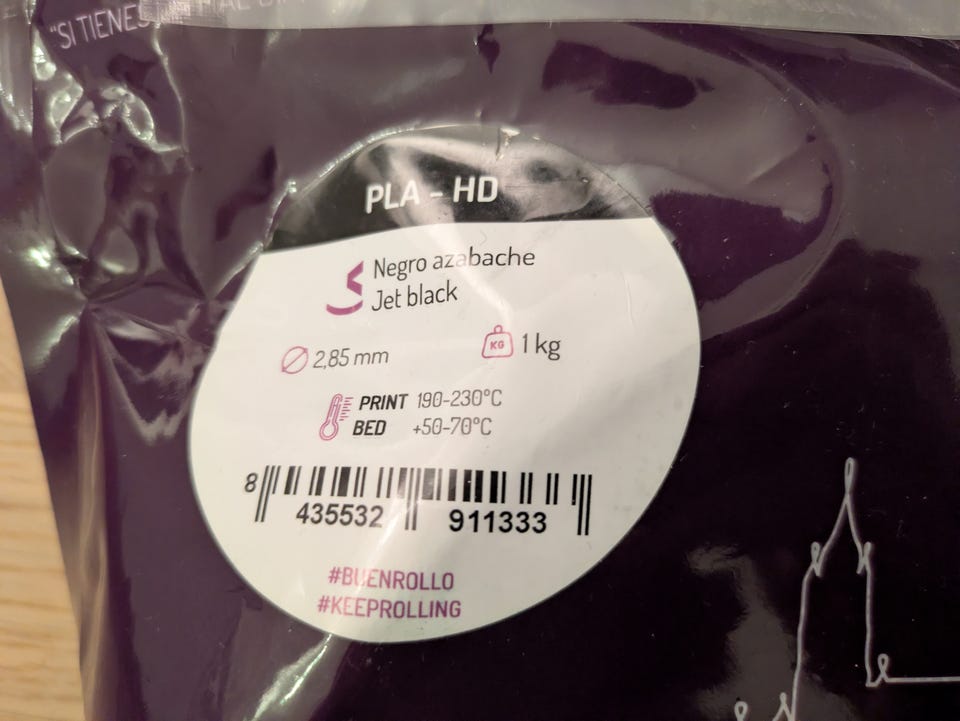 "SI TIENES
PLA - HD
Negro azabache
Jet black
2,85 mm
KG 1 kg
PRINT 190-230°C
BED +50-70°C
8 435532 911333
#BUENROLLO
#KEEPROLLING